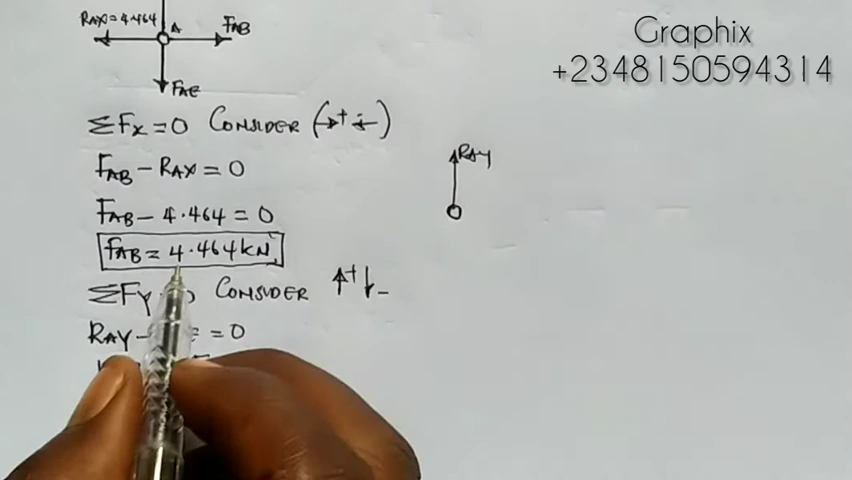 Graphix
+2348150594314
RAX=4.464 A FAB
FAE
ΣFx=0 CONSIDER (→+ ←-)
FAB - RAX = 0
FAB - 4.464 = 0
FAB = 4.464kN
ΣFy 0 CONSIDER ↑+↓-
RAY- = 0
RAY